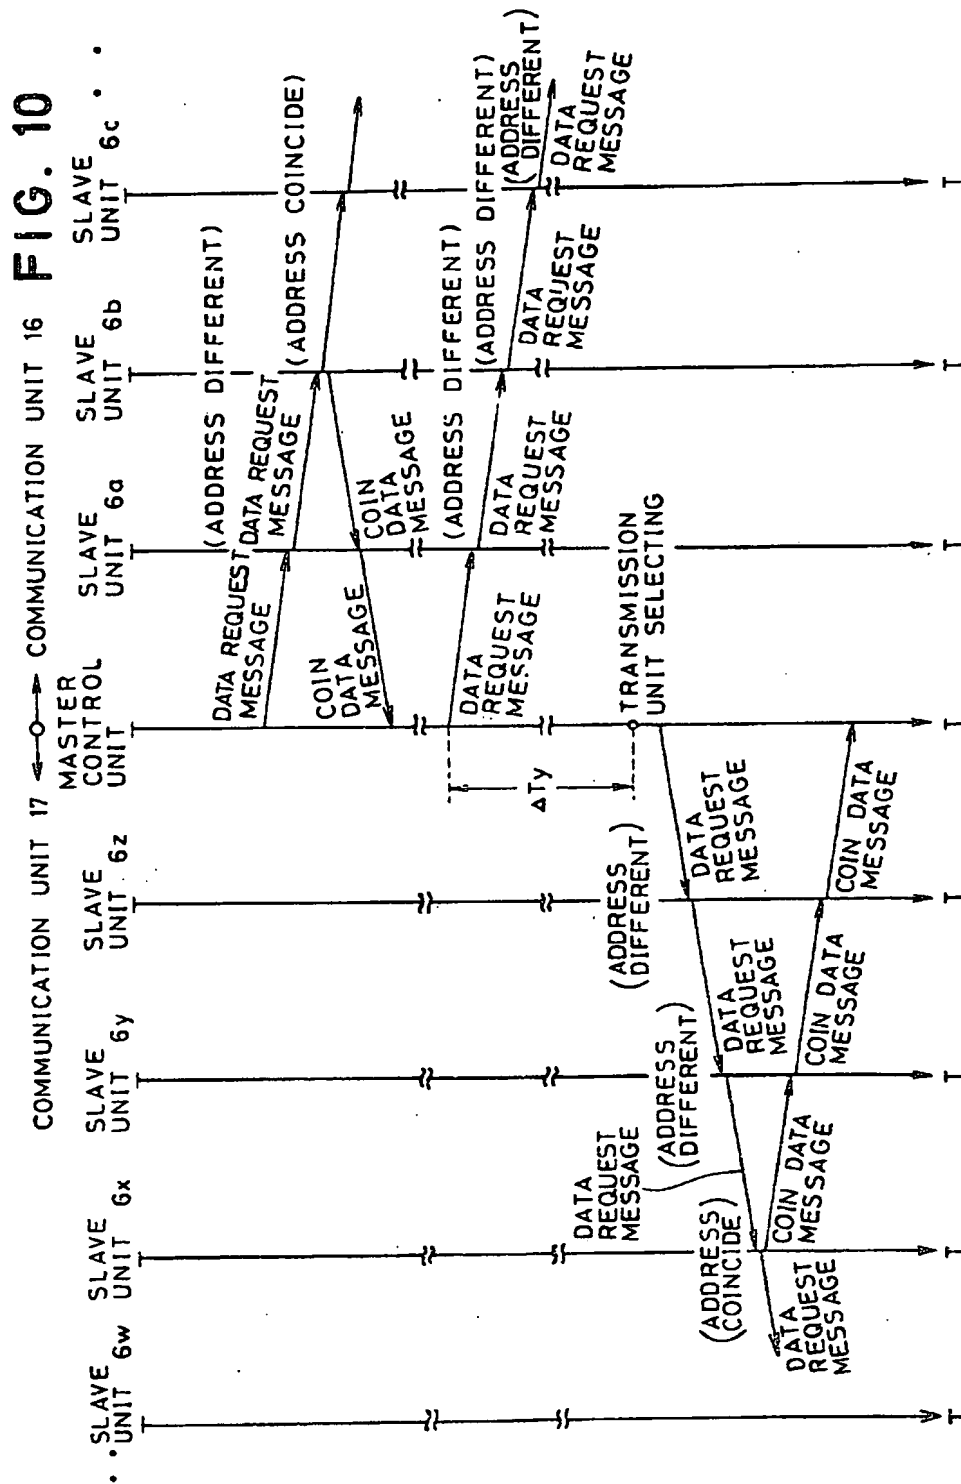 FIG. 10
COMMUNICATION UNIT 17
COMMUNICATION UNIT 16
SLAVE
UNIT 6w
SLAVE
UNIT 6x
SLAVE
UNIT 6y
SLAVE
UNIT 6z
MASTER
CONTROL
UNIT
SLAVE
UNIT 6a
SLAVE
UNIT 6b
SLAVE
UNIT 6c
DATA REQUEST
MESSAGE
(ADDRESS DIFFERENT)
DATA REQUEST
MESSAGE
(ADDRESS COINCIDE)
COIN
DATA
MESSAGE
COIN
DATA
MESSAGE
DATA
REQUEST
MESSAGE
(ADDRESS DIFFERENT)
DATA
REQUEST
MESSAGE
(ADDRESS DIFFERENT)
DATA
REQUEST
MESSAGE
(ADDRESS
DIFFERENT)
DATA
REQUEST
MESSAGE
ΔTy
TRANSMISSION
UNIT SELECTING
DATA
REQUEST
MESSAGE
(ADDRESS
DIFFERENT)
DATA
REQUEST
MESSAGE
(ADDRESS
DIFFERENT)
DATA
REQUEST
MESSAGE
(ADDRESS
COINCIDE)
DATA
REQUEST
MESSAGE
COIN DATA
MESSAGE
COIN DATA
MESSAGE
COIN DATA
MESSAGE
T
T
T
T
T
T
T
T